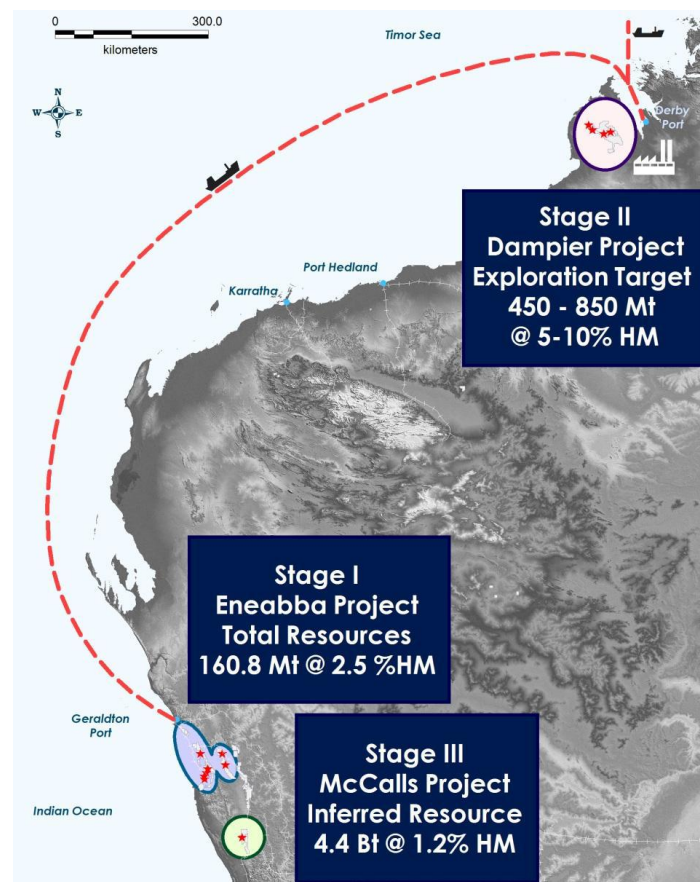 0 300.0
kilometers
Timor Sea
N
W E
S
Derby
Port
Stage II
Dampier Project
Exploration Target
450 - 850 Mt
@ 5-10% HM
Port Hedland
Karratha
Stage I
Eneabba Project
Total Resources
160.8 Mt @ 2.5 %HM
Geraldton
Port
Stage III
McCalls Project
Inferred Resource
4.4 Bt @ 1.2% HM
Indian Ocean